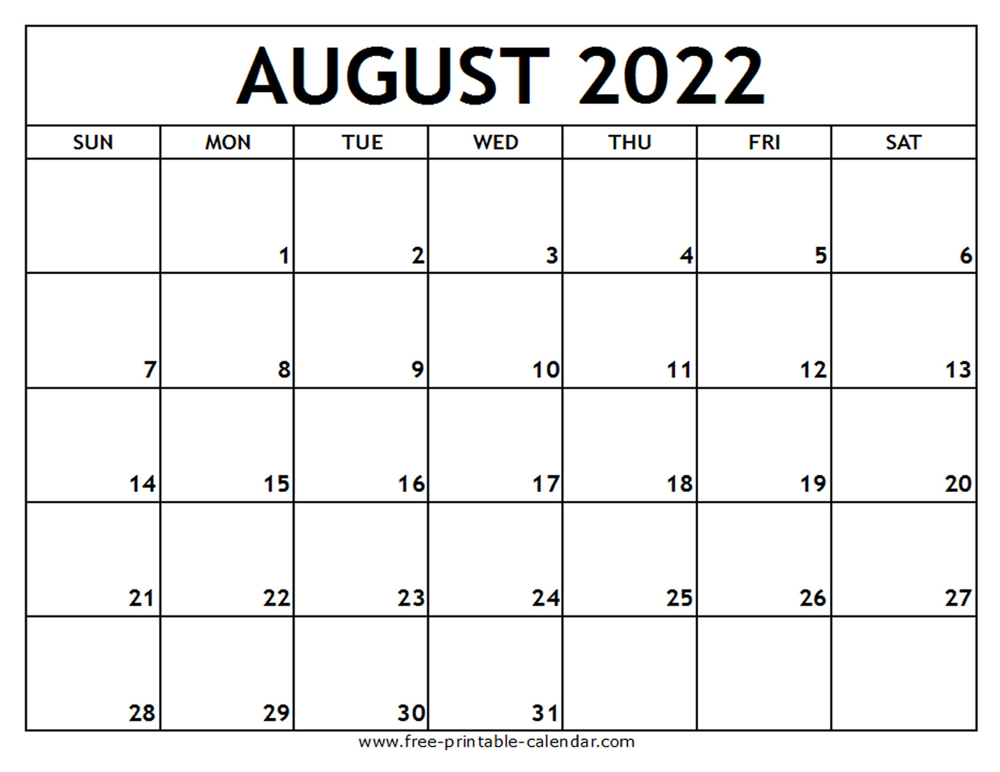 AUGUST 2022
SUN MON TUE WED THU FRI SAT
1 2 3 4 5 6
7 8 9 10 11 12 13
14 15 16 17 18 19 20
21 22 23 24 25 26 27
28 29 30 31
www.free-printable-calendar.com